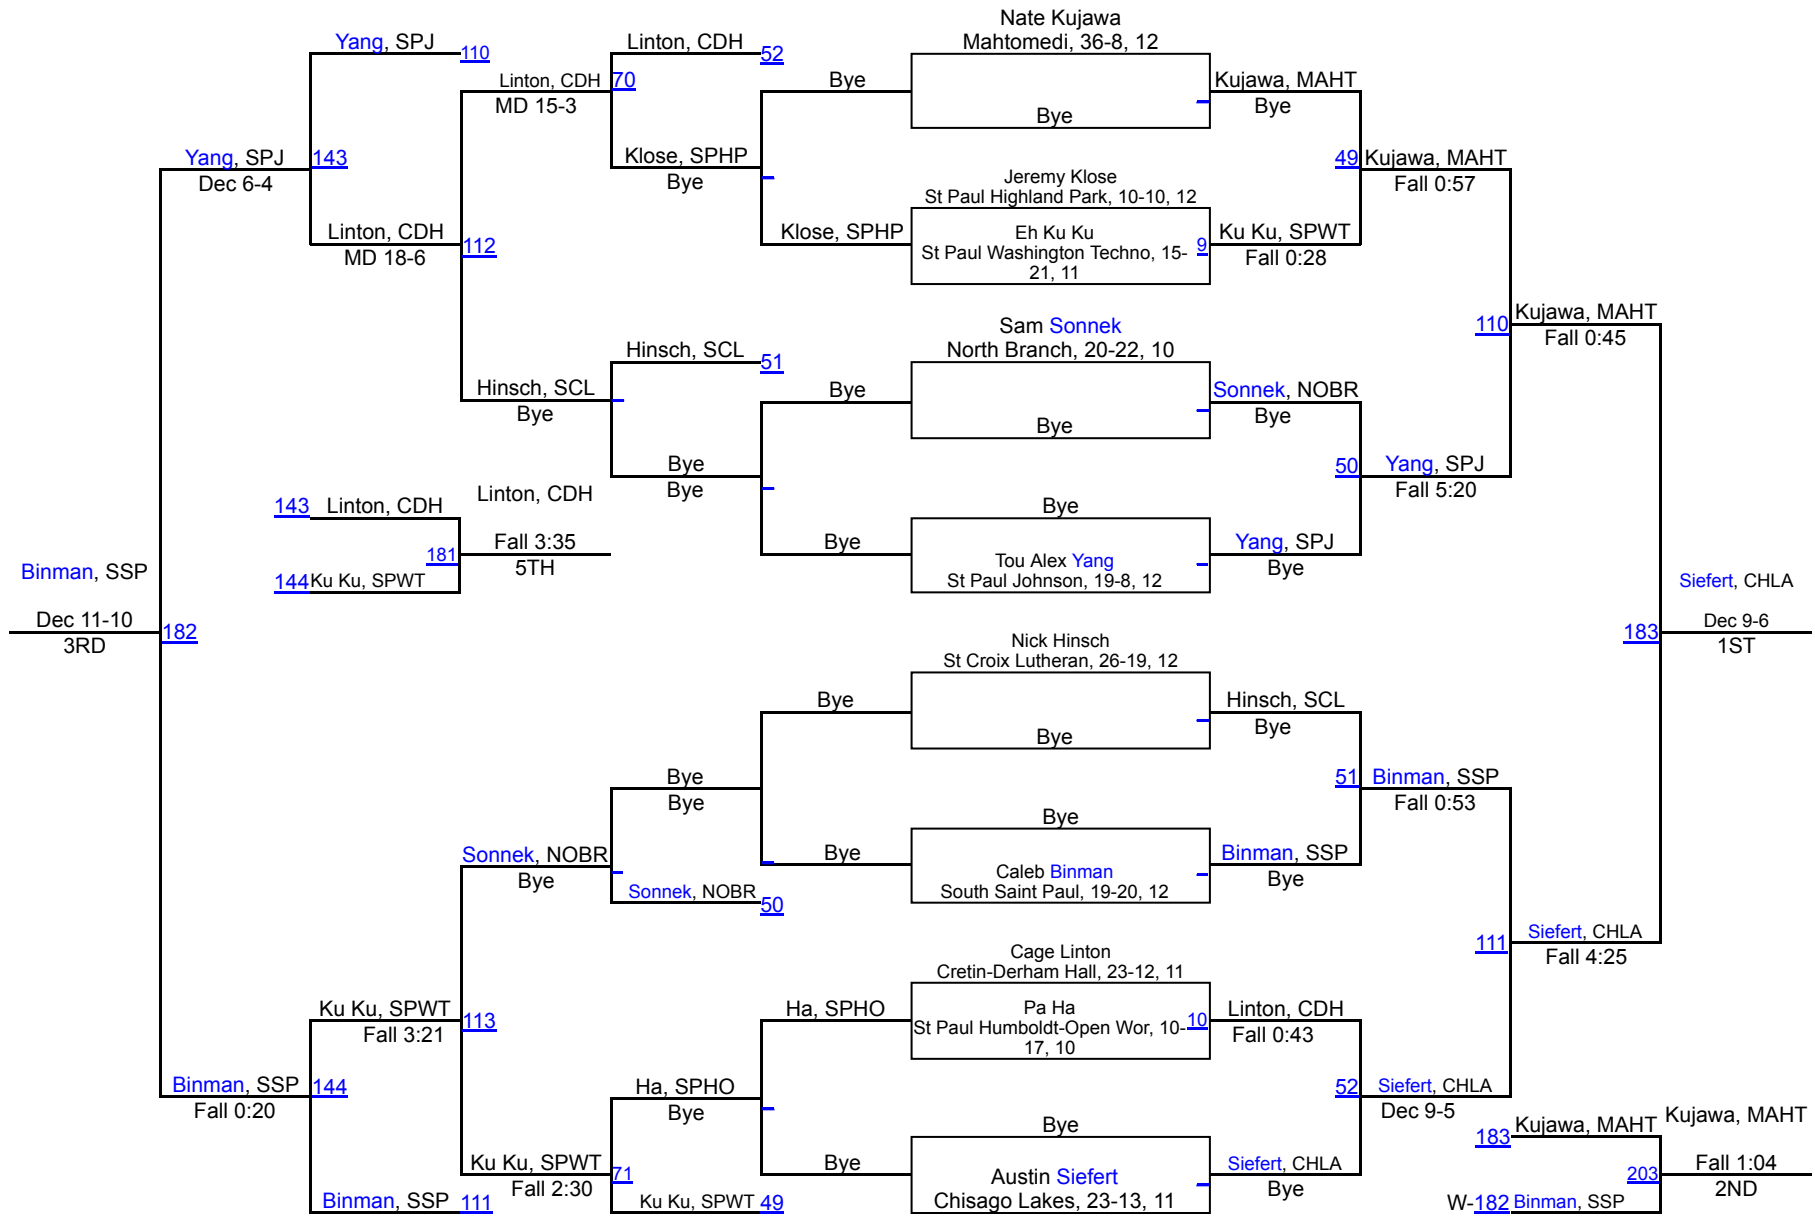 Nate Kujawa
Mahtomedi, 36-8, 12
Yang, SPJ
110
Linton, CDH
52
Linton, CDH
70
MD 15-3
Bye
Bye
Kujawa, MAHT
Bye
Yang, SPJ
143
Dec 6-4
Klose, SPHP
Bye
49
Kujawa, MAHT
Fall 0:57
Jeremy Klose
St Paul Highland Park, 10-10, 12
Linton, CDH
112
MD 18-6
Klose, SPHP
Eh Ku Ku
St Paul Washington Techno, 15-
21, 11
9
Ku Ku, SPWT
Fall 0:28
Sam Sonnek
North Branch, 20-22, 10
110
Kujawa, MAHT
Fall 0:45
Hinsch, SCL
51
Hinsch, SCL
Bye
Bye
Bye
Sonnek, NOBR
Bye
Bye
Bye
50
Yang, SPJ
Fall 5:20
143
Linton, CDH
Linton, CDH
Bye
181
Fall 3:35
5TH
Bye
Tou Alex Yang
St Paul Johnson, 19-8, 12
Yang, SPJ
Bye
144
Ku Ku, SPWT
Binman, SSP
Dec 11-10
3RD
182
Siefert, CHLA
183
Dec 9-6
1ST
Nick Hinsch
St Croix Lutheran, 26-19, 12
Bye
Bye
Hinsch, SCL
Bye
Bye
Bye
51
Binman, SSP
Fall 0:53
Bye
Sonnek, NOBR
Bye
Bye
Caleb Binman
South Saint Paul, 19-20, 12
Binman, SSP
Bye
Sonnek, NOBR
50
111
Siefert, CHLA
Fall 4:25
Cage Linton
Cretin-Derham Hall, 23-12, 11
Ku Ku, SPWT
113
Fall 3:21
Ha, SPHO
Pa Ha
St Paul Humboldt-Open Wor, 10-
17, 10
10
Linton, CDH
Fall 0:43
Binman, SSP
144
Fall 0:20
Ha, SPHO
Bye
52
Siefert, CHLA
Dec 9-5
Bye
183
Kujawa, MAHT
Kujawa, MAHT
Ku Ku, SPWT
71
Fall 2:30
Bye
Austin Siefert
Chisago Lakes, 23-13, 11
Siefert, CHLA
Bye
203
Fall 1:04
2ND
Binman, SSP
111
Ku Ku, SPWT
49
W-182
Binman, SSP